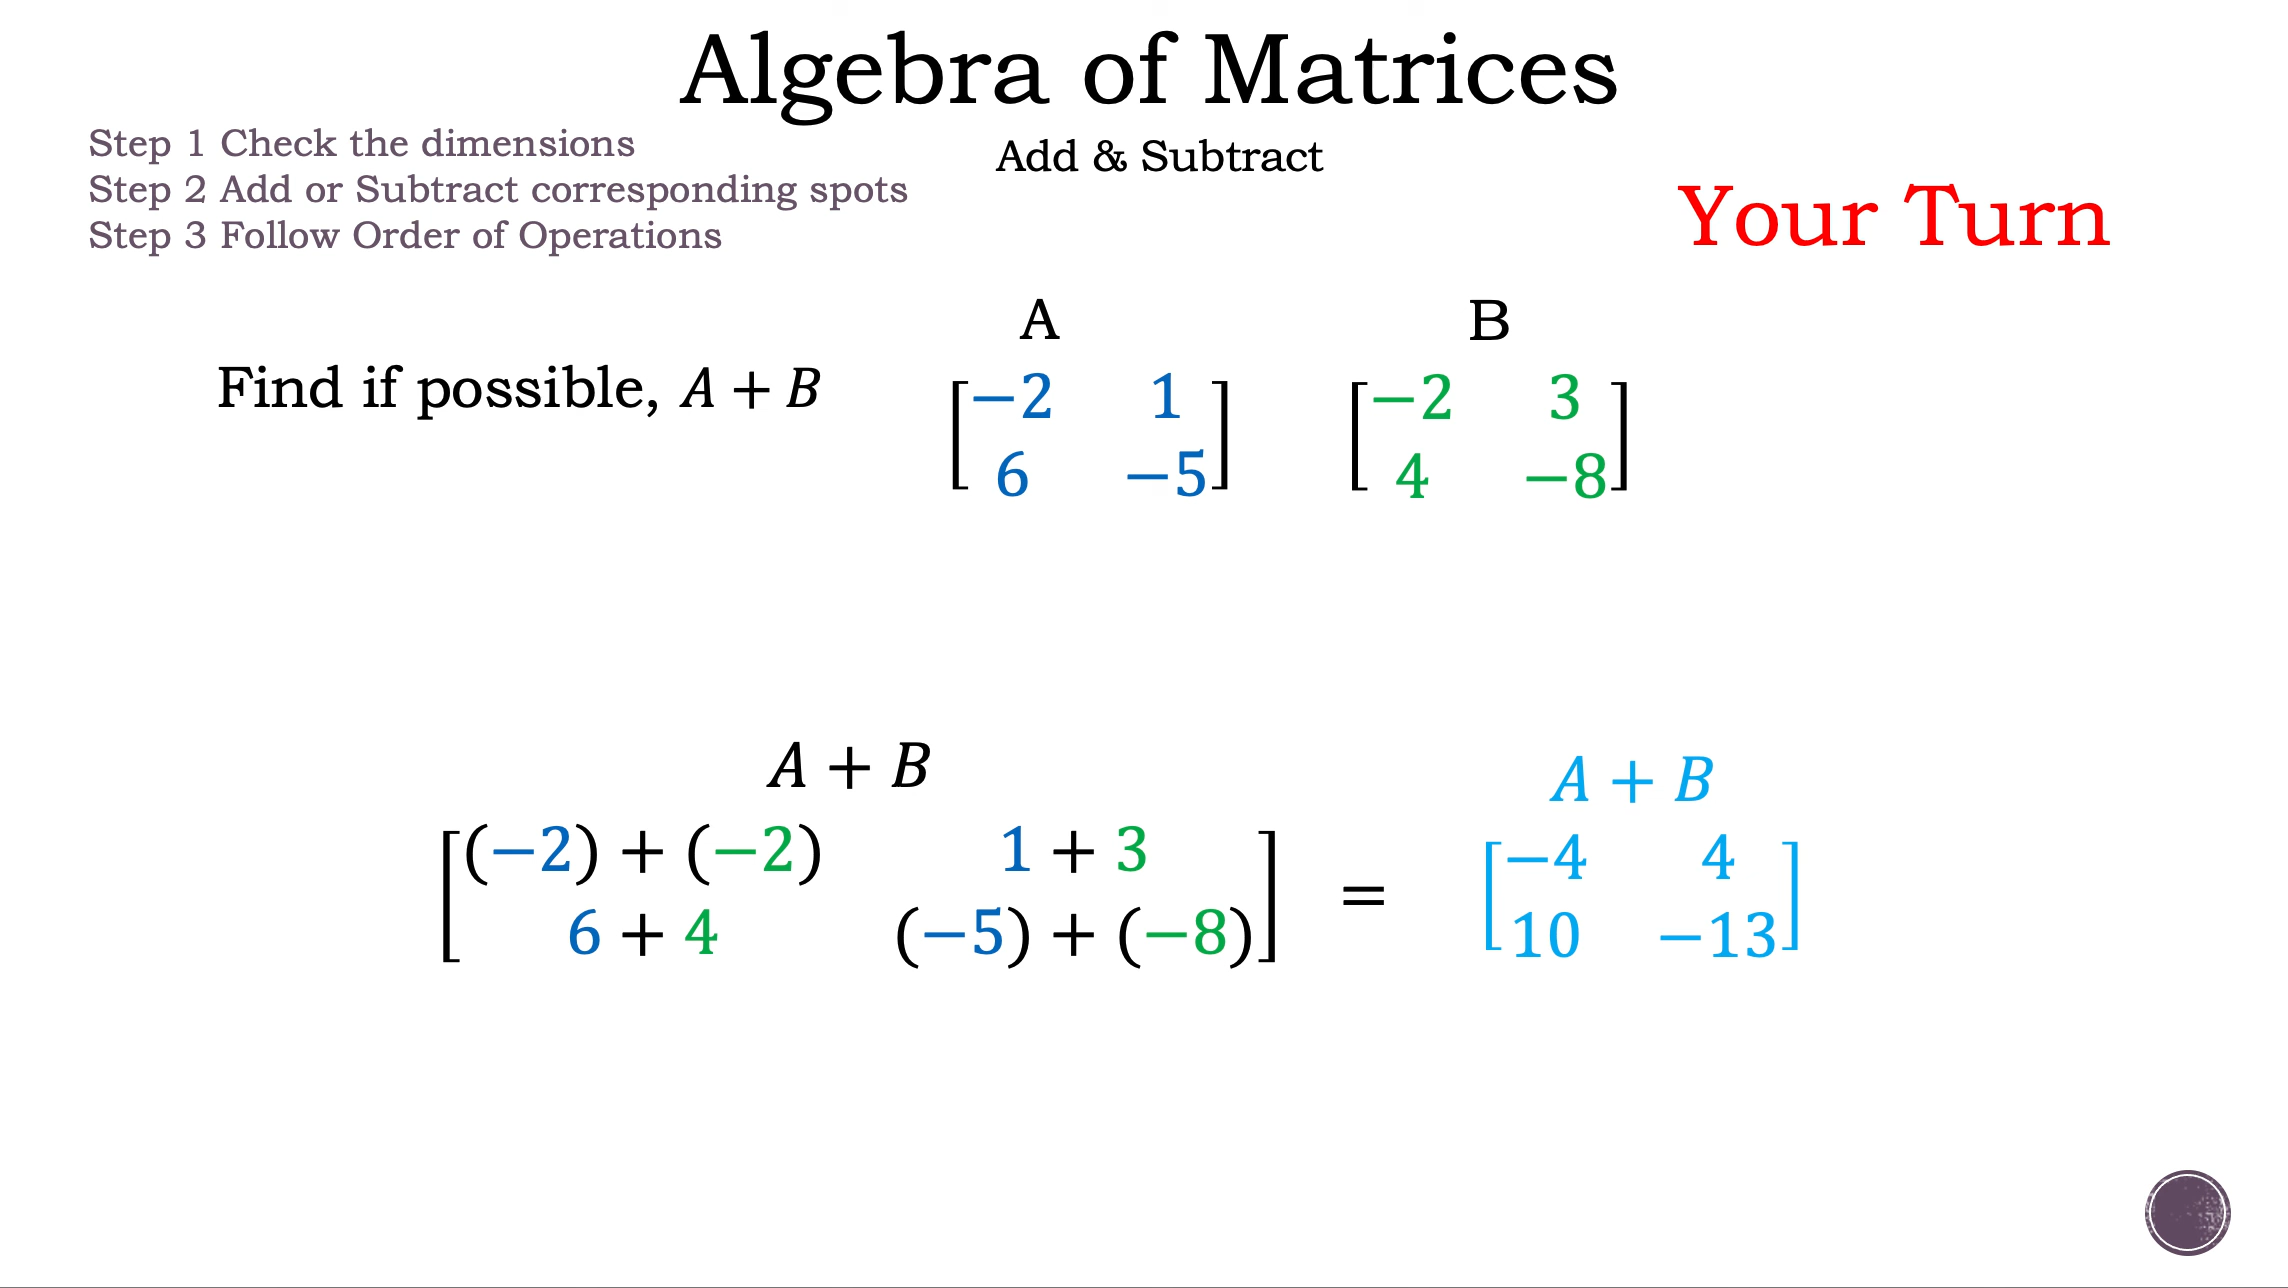 Algebra of Matrices
Add & Subtract
Step 1 Check the dimensions
Step 2 Add or Subtract corresponding spots
Step 3 Follow Order of Operations
Your Turn
A B
Find if possible, A + B
[−2 1] [−2 3]
[6 −5] [4 −8]
A + B A + B
[(−2) + (−2) 1 + 3] = [−4 4]
[6 + 4 (−5) + (−8)] [10 −13]